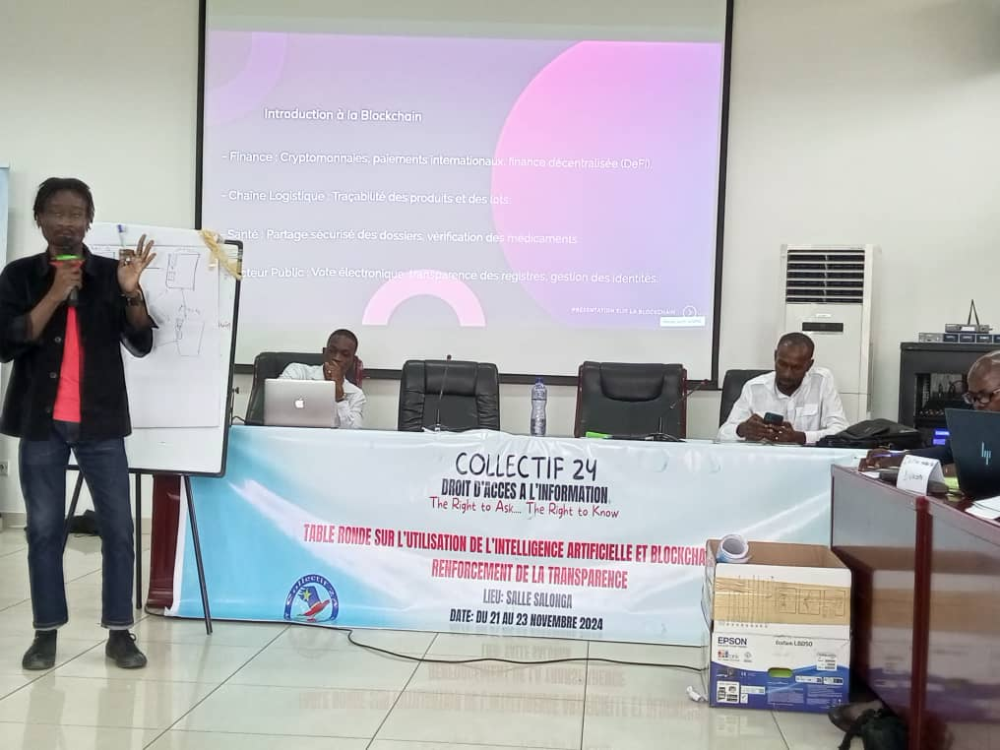 Introduction à la Blockchain
- Finance : Cryptomonnaies, paiements internationaux, finance décentralisée (DeFi).
- Chaîne Logistique : Traçabilité des produits et des lots.
Santé : Partage sécurisé des dossiers, vérification des médicaments.
cteur Public : Vote électronique, transparence des registres, gestion des identités.
PRÉSENTATION SUR LA BLOCKCHAIN
COLLECTIF 24
DROIT D'ACCES A L'INFORMATION
The Right to Ask.... The Right to Know
TABLE RONDE SUR L'UTILISATION DE L'INTELLIGENCE ARTIFICIELLE ET BLOCKCHA
RENFORCEMENT DE LA TRANSPARENCE
LIEU: SALLE SALONGA
DATE: DU 21 AU 23 NOVEMBRE 2024
Collectif 24
hp
EPSON
EcoTank L8050